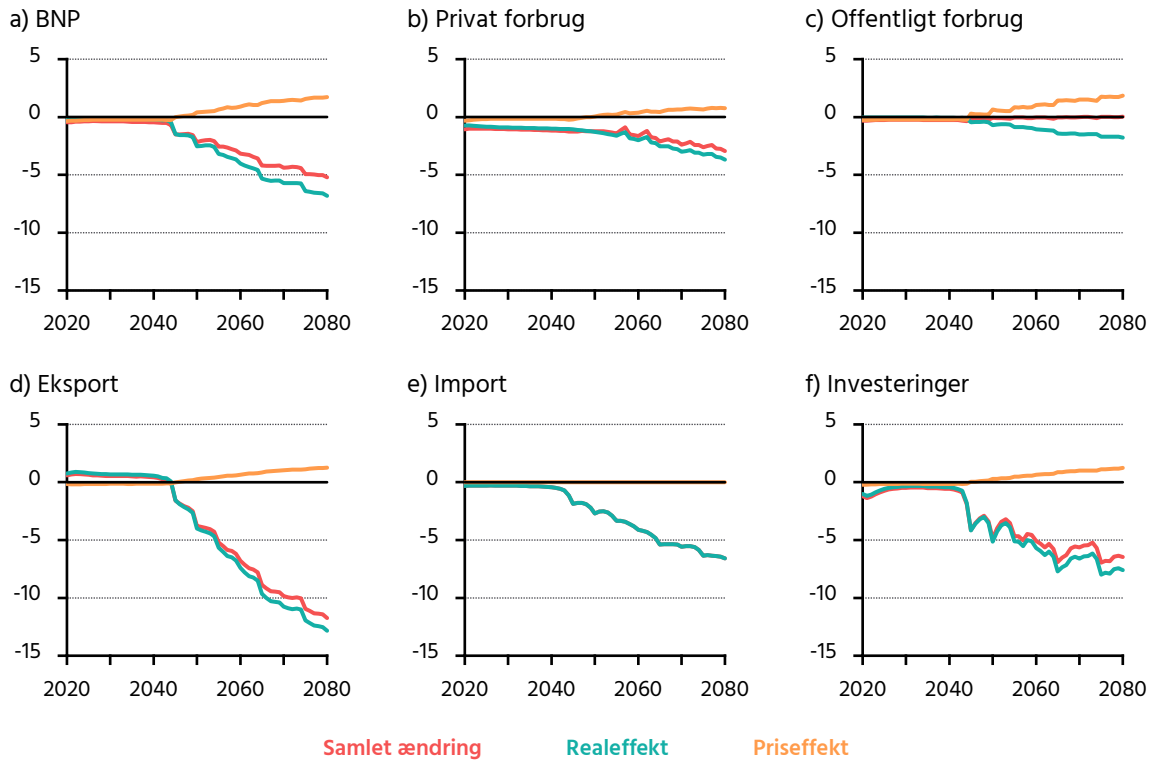 a) BNP
b) Privat forbrug
c) Offentligt forbrug
5
0
-5
-10
-15
2020 2040 2060 2080
5
0
-5
-10
-15
2020 2040 2060 2080
5
0
-5
-10
-15
2020 2040 2060 2080
d) Eksport
e) Import
f) Investeringer
5
0
-5
-10
-15
2020 2040 2060 2080
5
0
-5
-10
-15
2020 2040 2060 2080
5
0
-5
-10
-15
2020 2040 2060 2080
Samlet ændring Realeffekt Priseffekt